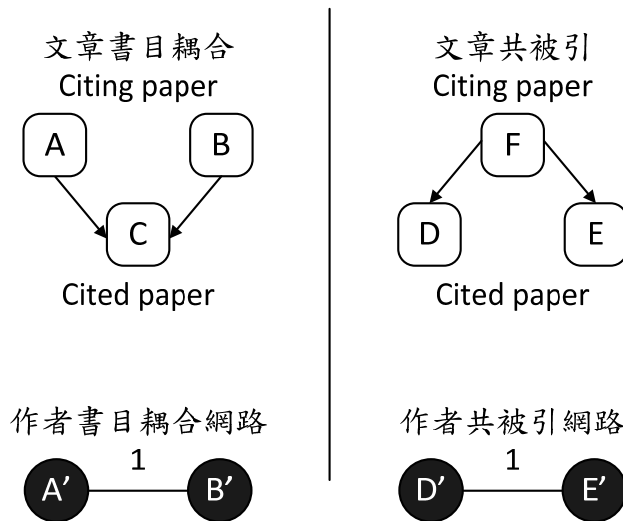 文章書目耦合
Citing paper
A
B
C
Cited paper
作者書目耦合網路
1
A’
B’
文章共被引
Citing paper
F
D
E
Cited paper
作者共被引網路
1
D’
E’